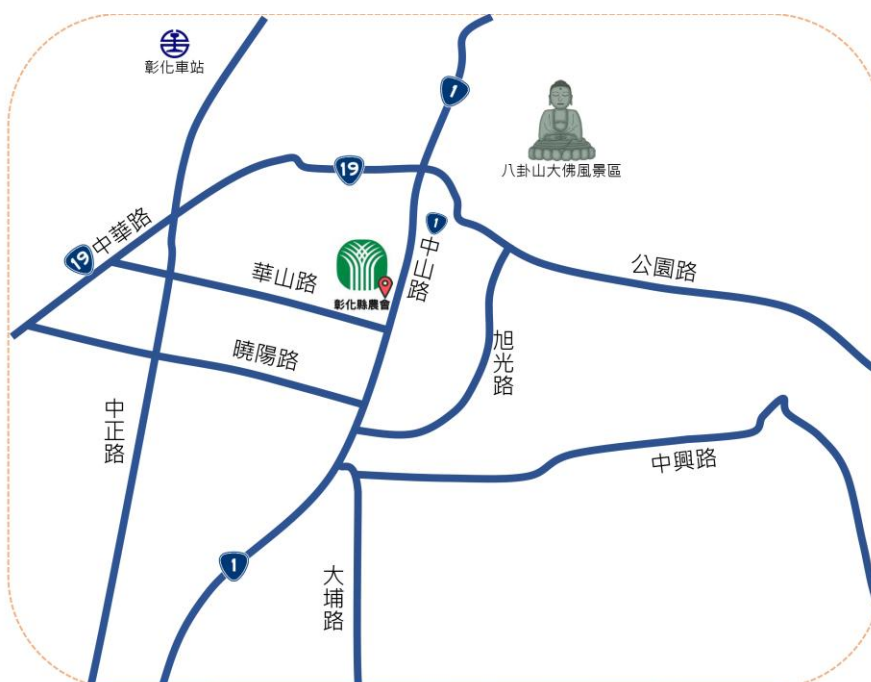 彰化車站
1
八卦山大佛風景區
19
1
中山路
19
中華路
華山路
彰化縣農會
公園路
旭光路
曉陽路
中正路
中興路
1
大埔路